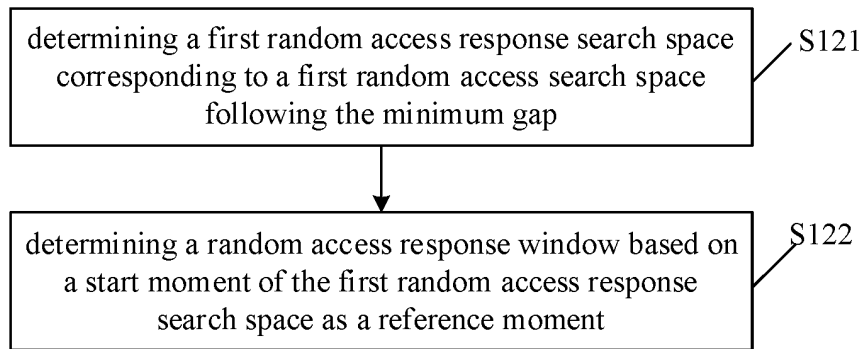 determining a first random access response search space
corresponding to a first random access search space
following the minimum gap
S121
determining a random access response window based on
a start moment of the first random access response
search space as a reference moment
S122